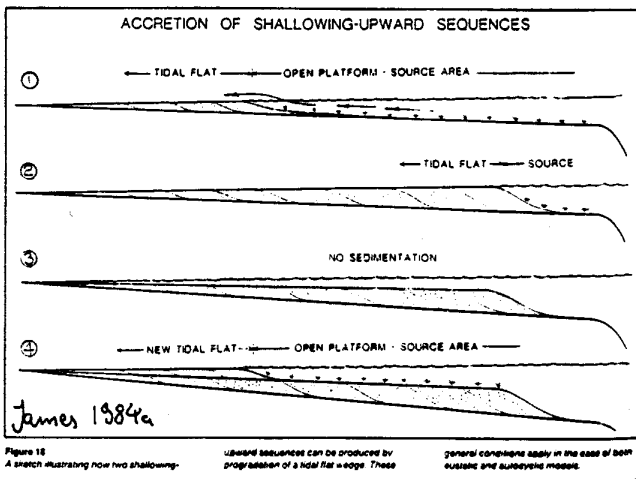 ACCRETION OF SHALLOWING-UPWARD SEQUENCES
① TIDAL FLAT OPEN PLATFORM - SOURCE AREA
② TIDAL FLAT SOURCE
③ NO SEDIMENTATION
④ NEW TIDAL FLAT OPEN PLATFORM - SOURCE AREA
James 1984a
Figure 18
A sketch illustrating how two shallowing-
upward sequences can be produced by
progradation of a tidal flat wedge. These
general conditions apply in the case of both
eustatic and autocyclic models.